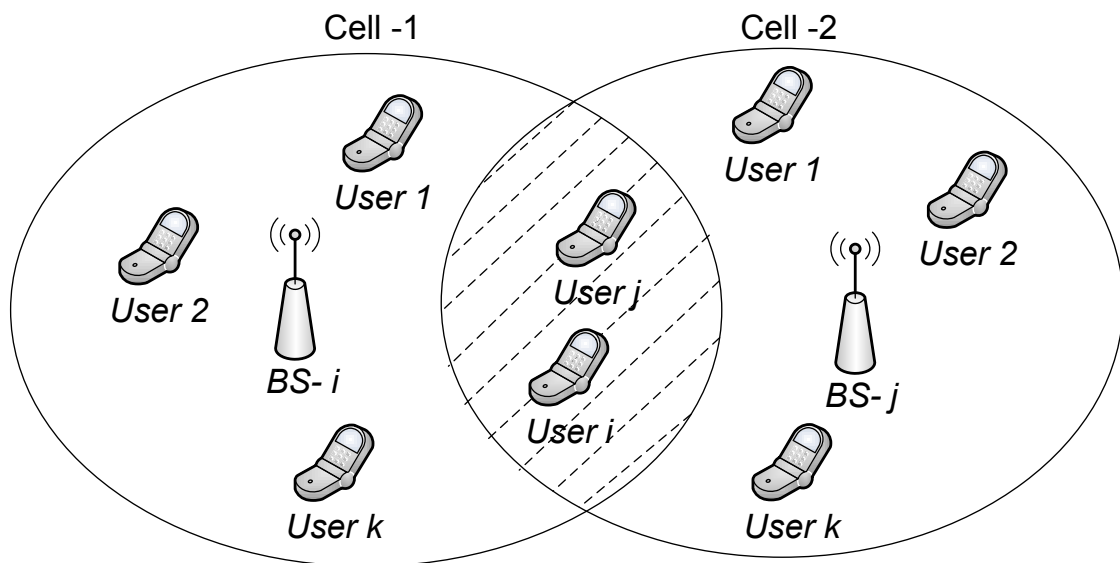 Cell -1
Cell -2
User 1
User 1
User 2
User 2
User j
BS- i
BS- j
User i
User k
User k